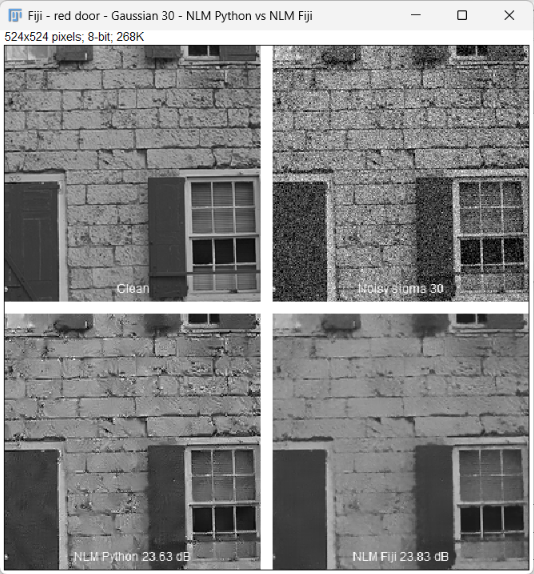 Fiji - red door - Gaussian 30 - NLM Python vs NLM Fiji
524x524 pixels; 8-bit; 268K
Clean
Noisy sigma 30
NLM Python 23.63 dB
NLM Fiji 23.83 dB